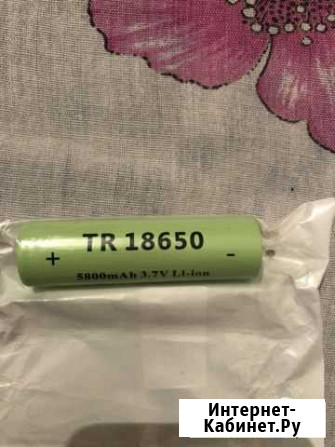 TR 18650
+ -
5800mAh 3.7V Li-ion
Интернет-
Кабинет.Ру